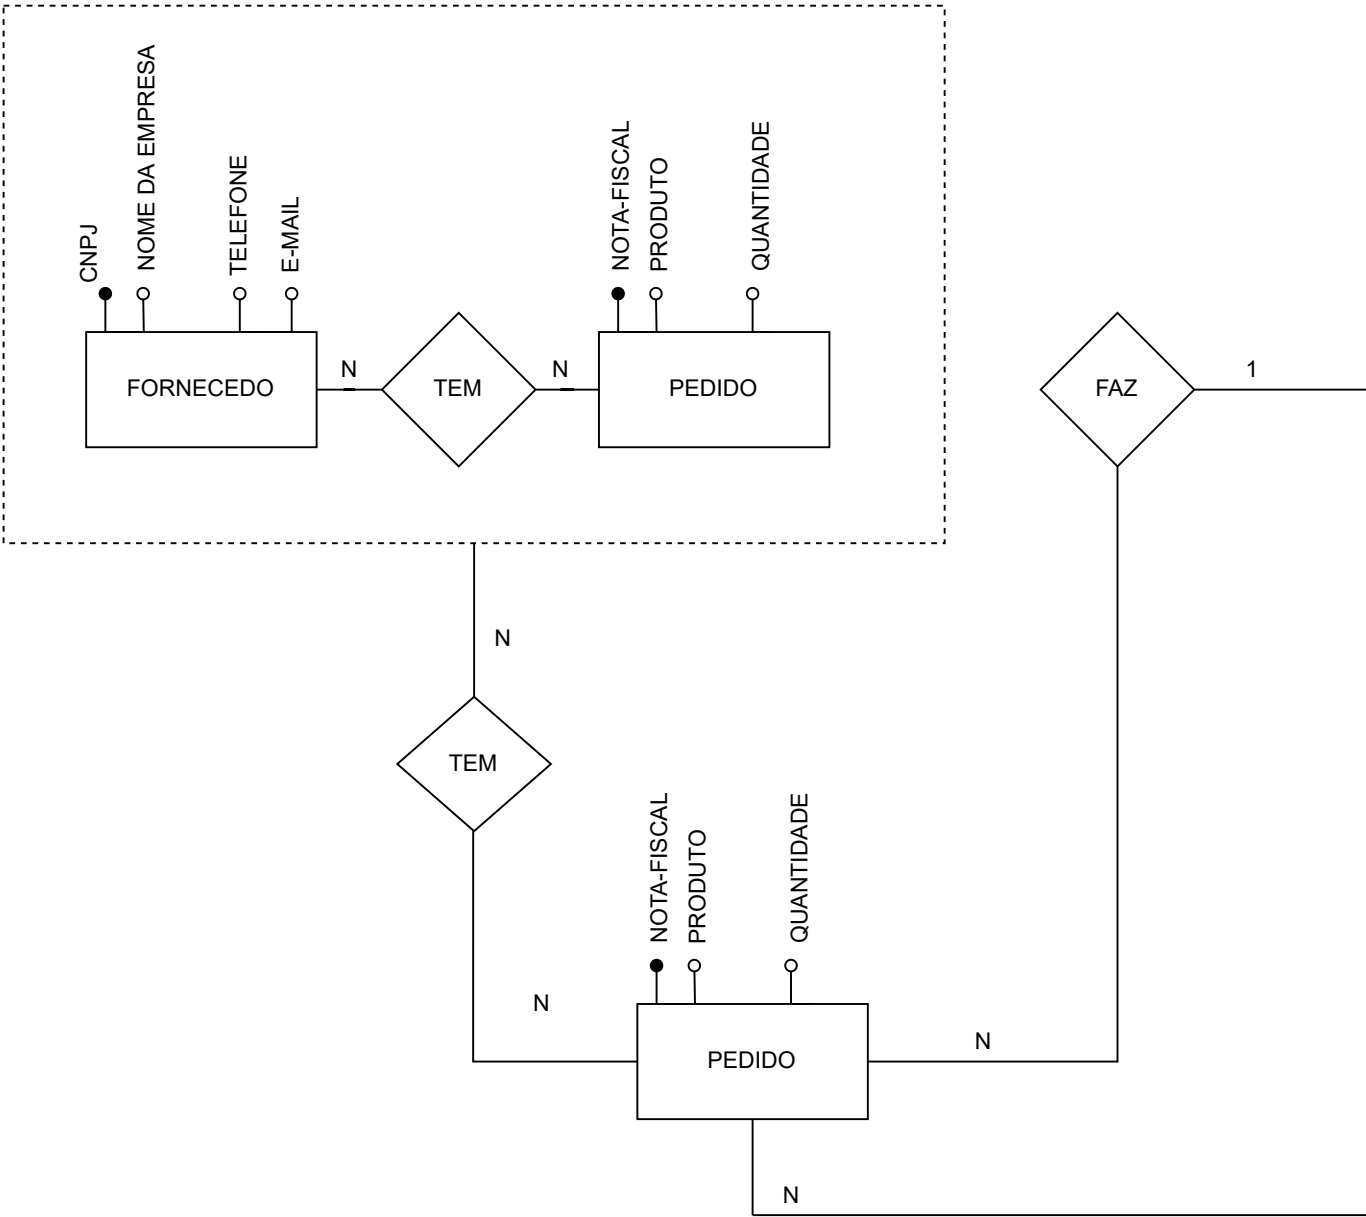 CNPJ
NOME DA EMPRESA
TELEFONE
E-MAIL
NOTA-FISCAL
PRODUTO
QUANTIDADE
FORNECEDO
N
TEM
N
PEDIDO
FAZ
1
N
TEM
NOTA-FISCAL
PRODUTO
QUANTIDADE
N
PEDIDO
N
N